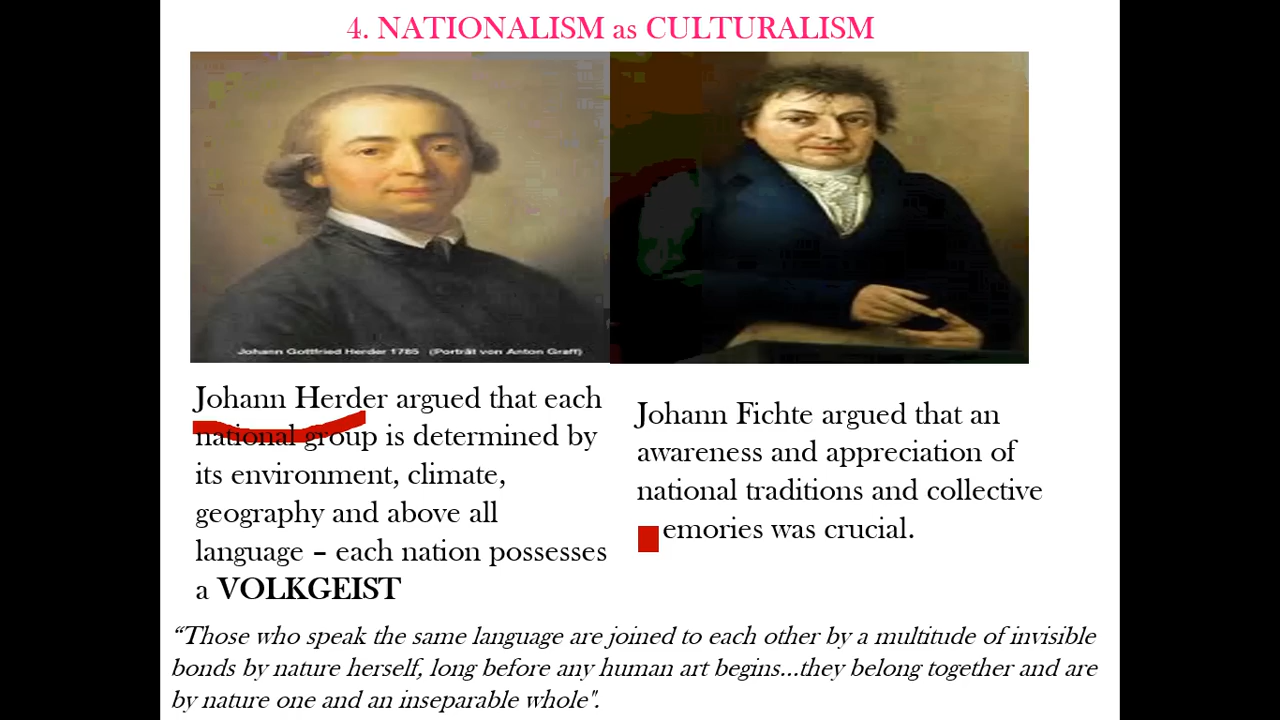 4. NATIONALISM as CULTURALISM
Johann Gottfried Herder 1785 (Porträt von Anton Graff)
Johann Herder argued that each
national group is determined by
its environment, climate,
geography and above all
language – each nation possesses
a VOLKGEIST
Johann Fichte argued that an
awareness and appreciation of
national traditions and collective
emories was crucial.
“Those who speak the same language are joined to each other by a multitude of invisible
bonds by nature herself, long before any human art begins...they belong together and are
by nature one and an inseparable whole".